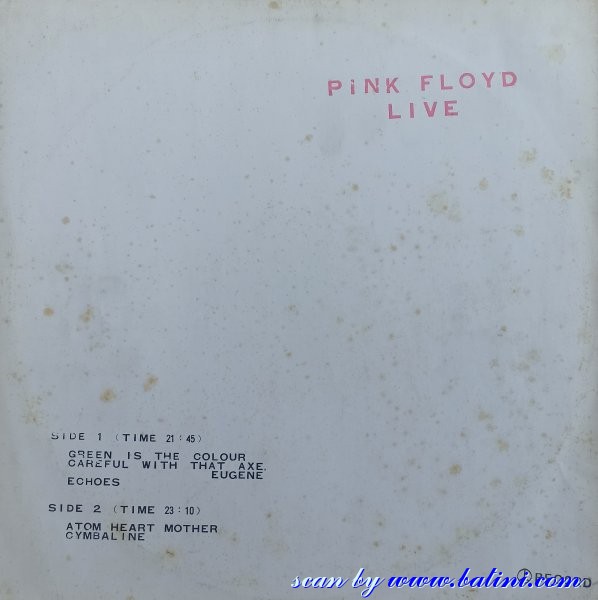 PiNK FLOYD
LIVE
SIDE 1 (TIME 21:45)
GREEN IS THE COLOUR
CAREFUL WITH THAT AXE,
EUGENE
ECHOES
SIDE 2 (TIME 23:10)
ATOM HEART MOTHER
CYMBALINE
scan by www.batini.com